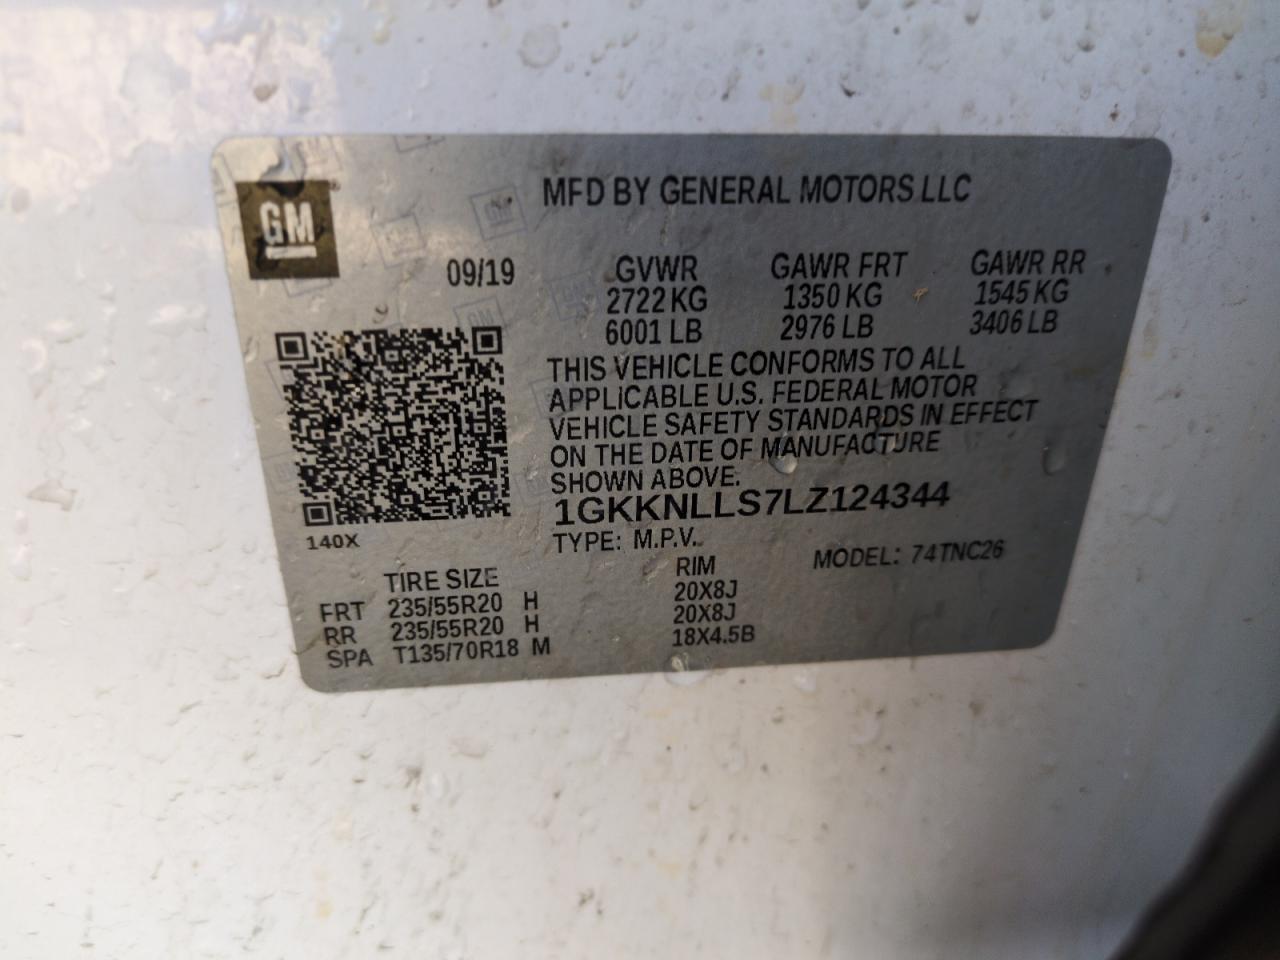 GM
MFD BY GENERAL MOTORS LLC
09/19
GVWR GAWR FRT GAWR RR
2722 KG 1350 KG 1545 KG
6001 LB 2976 LB 3406 LB
THIS VEHICLE CONFORMS TO ALL
APPLICABLE U.S. FEDERAL MOTOR
VEHICLE SAFETY STANDARDS IN EFFECT
ON THE DATE OF MANUFACTURE
SHOWN ABOVE.
1GKKNLLS7LZ124344
140X
TYPE: M.P.V. MODEL: 74TNC26
TIRE SIZE RIM
FRT 235/55R20 H 20X8J
RR 235/55R20 H 20X8J
SPA T135/70R18 M 18X4.5B